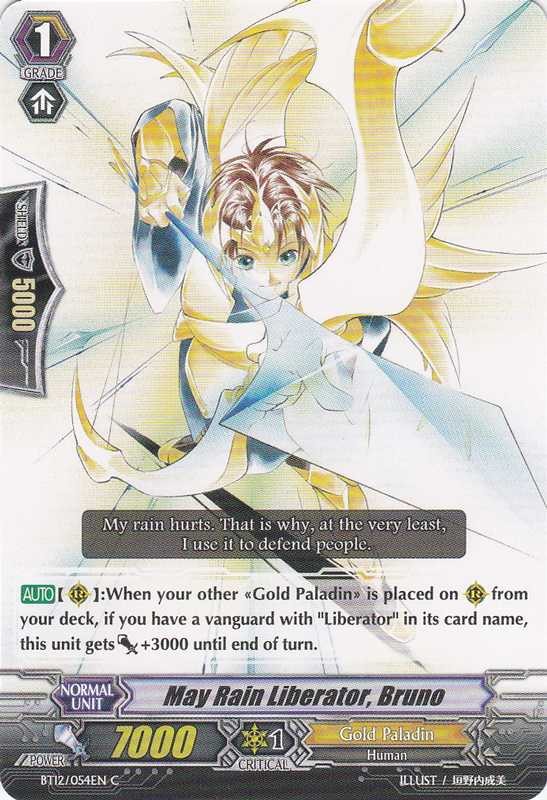 1
GRADE
SHIELD
5000
My rain hurts. That is why, at the very least,
I use it to defend people.
AUTO【 】:When your other «Gold Paladin» is placed on from
your deck, if you have a vanguard with "Liberator" in its card name,
this unit gets +3000 until end of turn.
NORMAL
UNIT
May Rain Liberator, Bruno
POWER
7000
1
CRITICAL
Gold Paladin
Human
BT12/054EN C
ILLUST / 垣野内成美